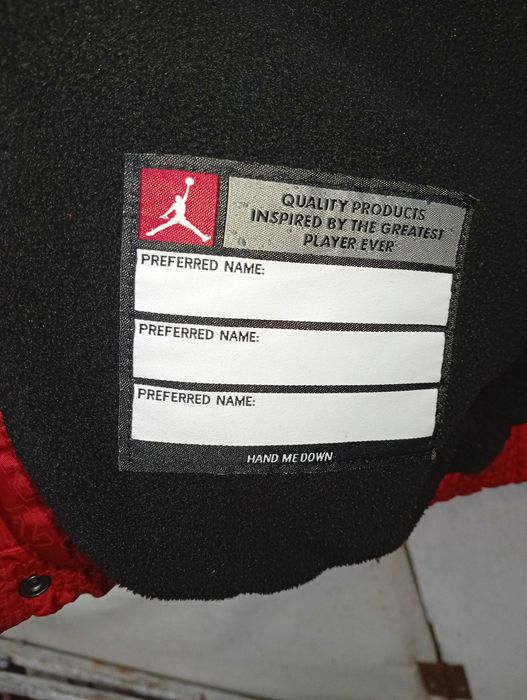 QUALITY PRODUCTS
INSPIRED BY THE GREATEST
PLAYER EVER
PREFERRED NAME:
PREFERRED NAME:
PREFERRED NAME:
HAND ME DOWN